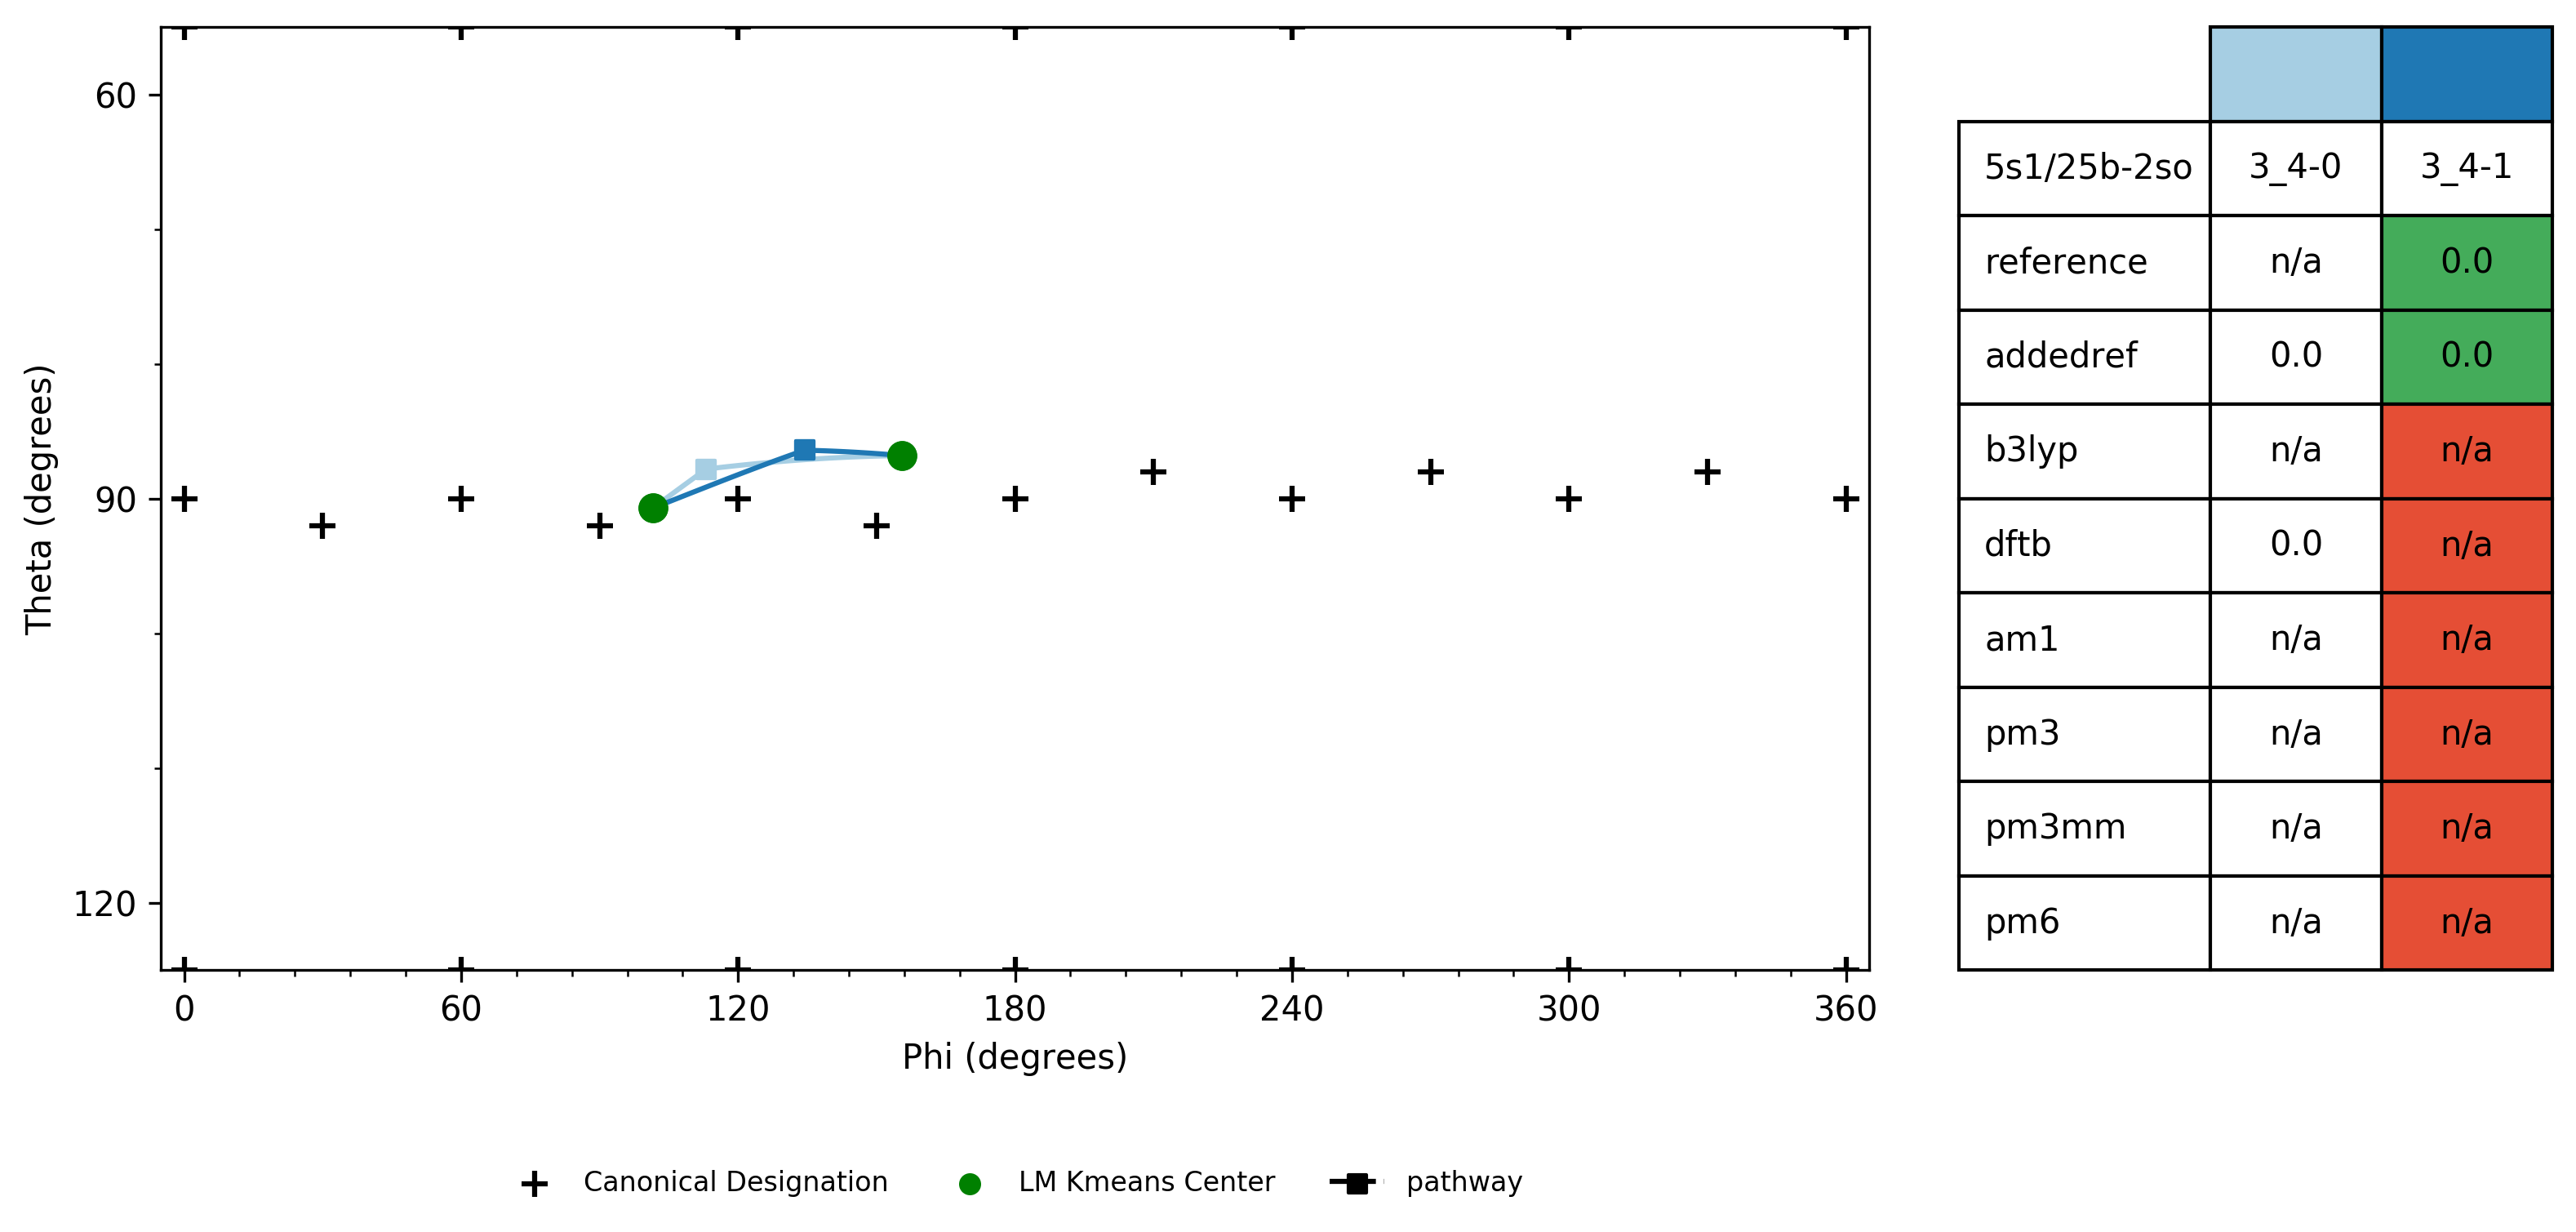 60
90
120
Theta (degrees)
0 60 120 180 240 300 360
Phi (degrees)
Canonical Designation LM Kmeans Center pathway
5s1/25b-2so 3_4-0 3_4-1
reference n/a 0.0
addedref 0.0 0.0
b3lyp n/a n/a
dftb 0.0 n/a
am1 n/a n/a
pm3 n/a n/a
pm3mm n/a n/a
pm6 n/a n/a